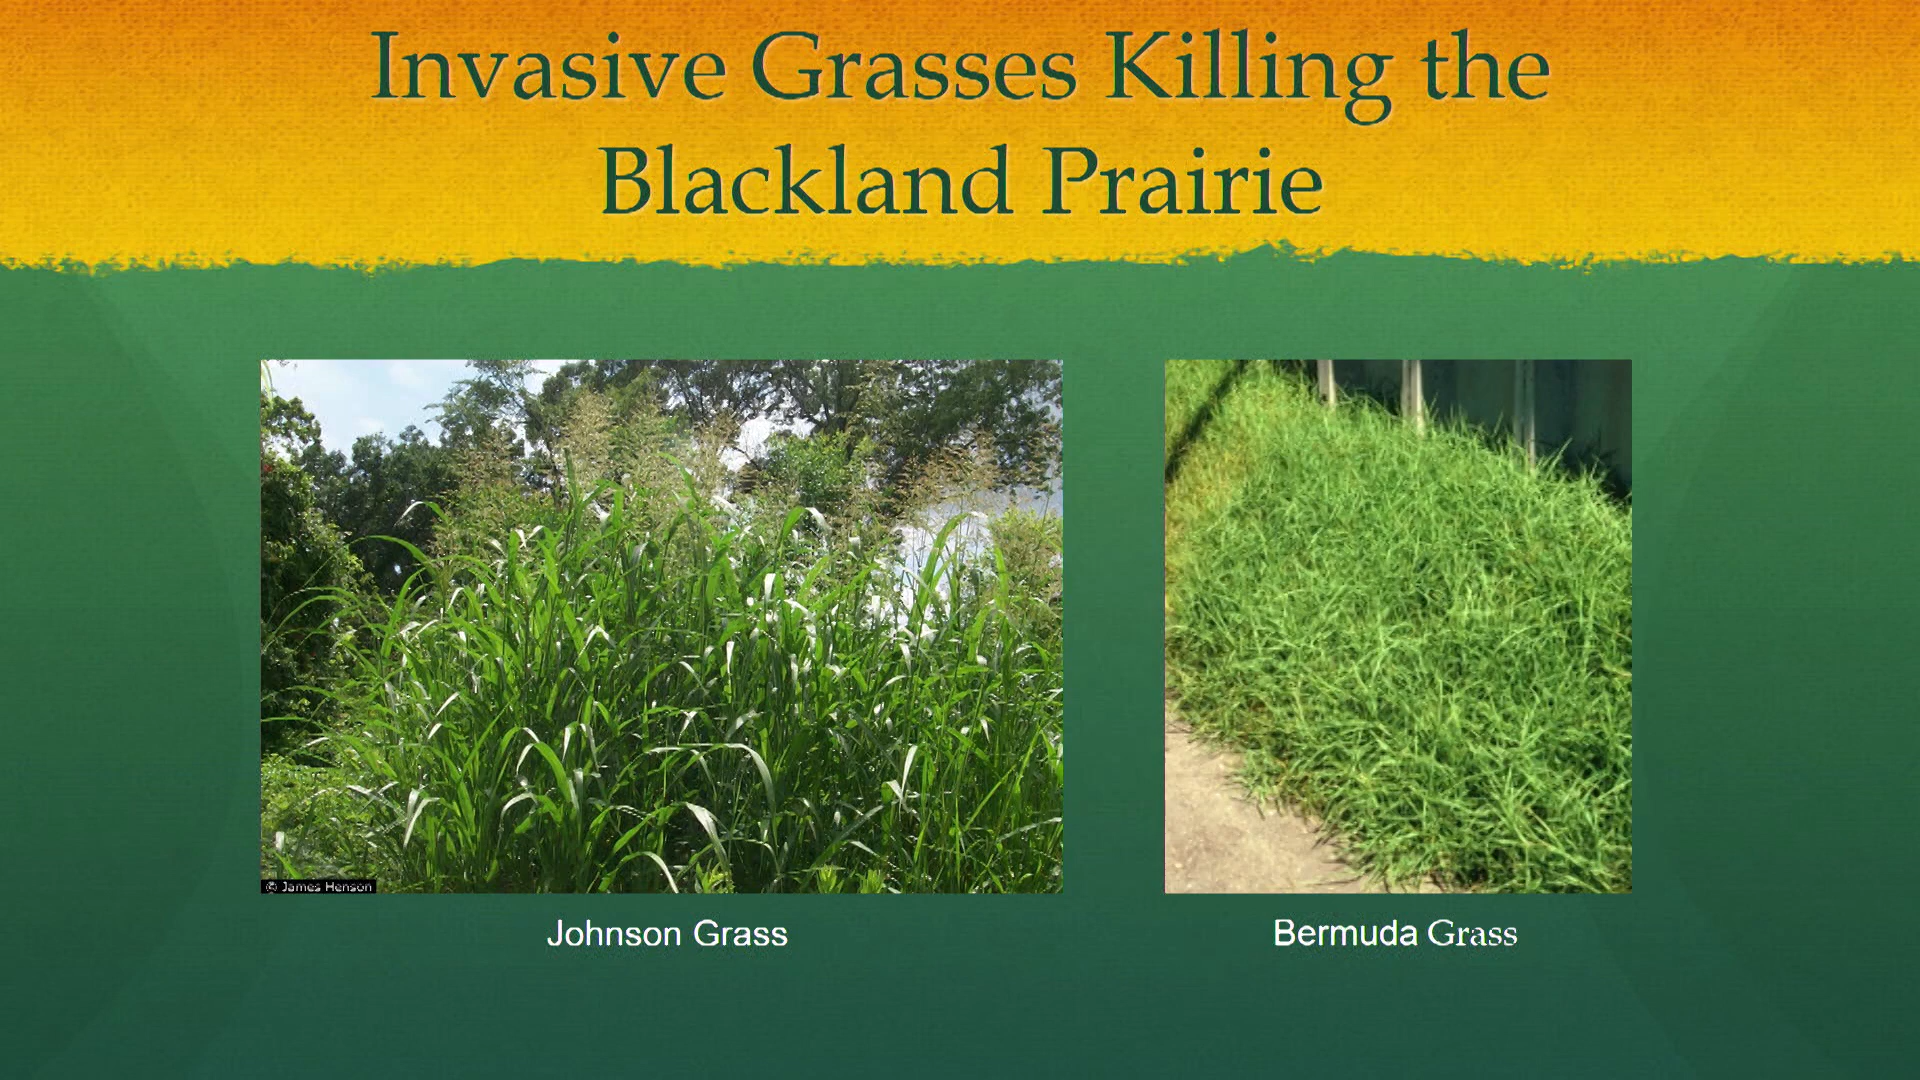 Invasive Grasses Killing the
Blackland Prairie
© James Henson
Johnson Grass
Bermuda Grass